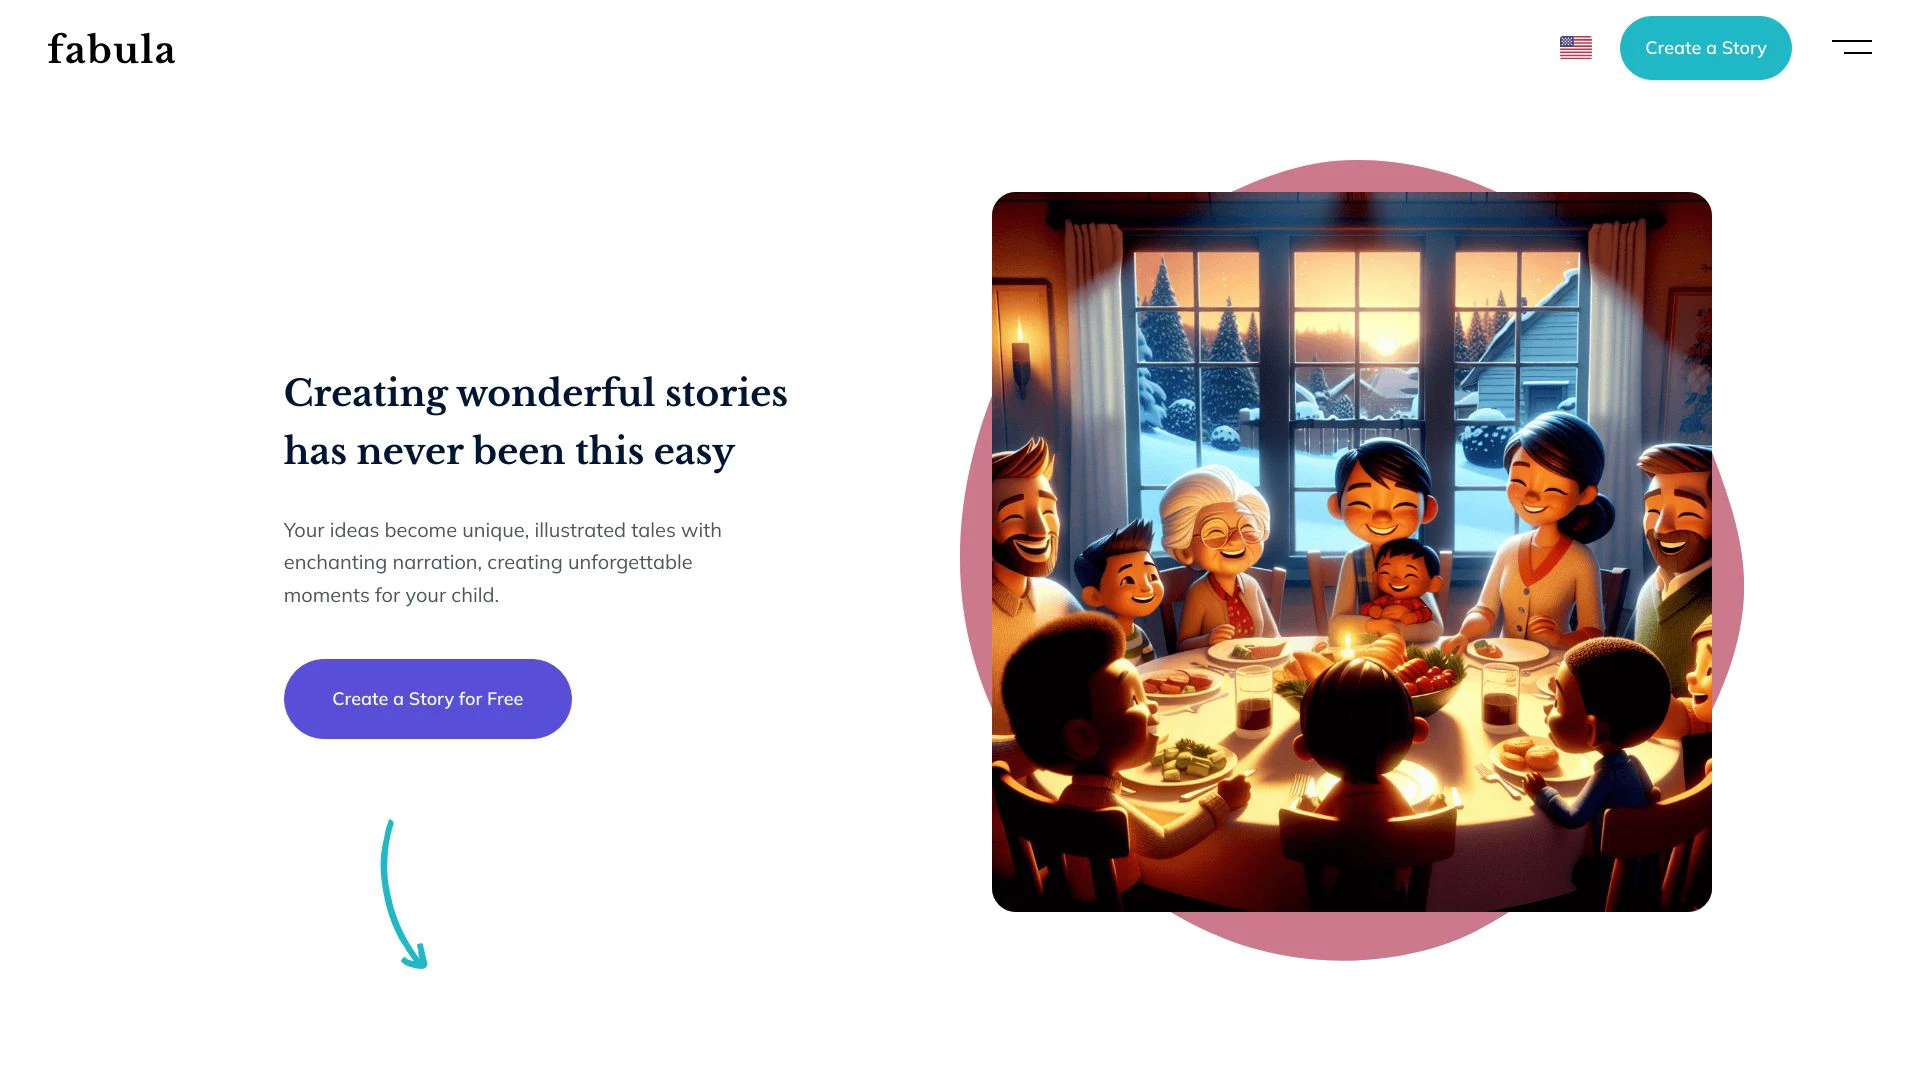 fabula
Create a Story
Creating wonderful stories
has never been this easy
Your ideas become unique, illustrated tales with
enchanting narration, creating unforgettable
moments for your child.
Create a Story for Free